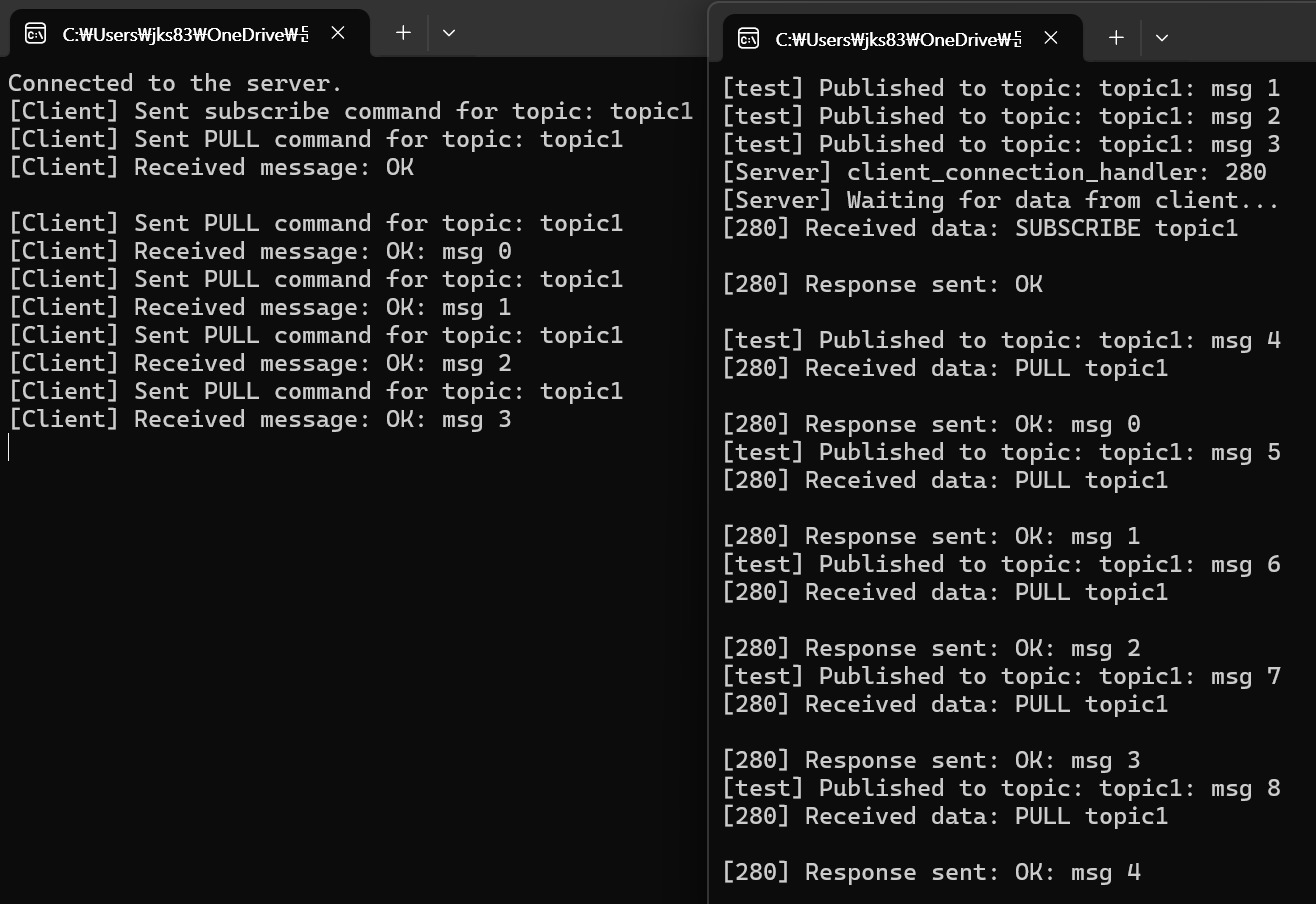 C:₩Users₩jks83₩OneDrive₩
Connected to the server.
[Client] Sent subscribe command for topic: topic1
[Client] Sent PULL command for topic: topic1
[Client] Received message: OK
[Client] Sent PULL command for topic: topic1
[Client] Received message: OK: msg 0
[Client] Sent PULL command for topic: topic1
[Client] Received message: OK: msg 1
[Client] Sent PULL command for topic: topic1
[Client] Received message: OK: msg 2
[Client] Sent PULL command for topic: topic1
[Client] Received message: OK: msg 3
C:₩Users₩jks83₩OneDrive₩
[test] Published to topic: topic1: msg 1
[test] Published to topic: topic1: msg 2
[test] Published to topic: topic1: msg 3
[Server] client_connection_handler: 280
[Server] Waiting for data from client...
[280] Received data: SUBSCRIBE topic1
[280] Response sent: OK
[test] Published to topic: topic1: msg 4
[280] Received data: PULL topic1
[280] Response sent: OK: msg 0
[test] Published to topic: topic1: msg 5
[280] Received data: PULL topic1
[280] Response sent: OK: msg 1
[test] Published to topic: topic1: msg 6
[280] Received data: PULL topic1
[280] Response sent: OK: msg 2
[test] Published to topic: topic1: msg 7
[280] Received data: PULL topic1
[280] Response sent: OK: msg 3
[test] Published to topic: topic1: msg 8
[280] Received data: PULL topic1
[280] Response sent: OK: msg 4